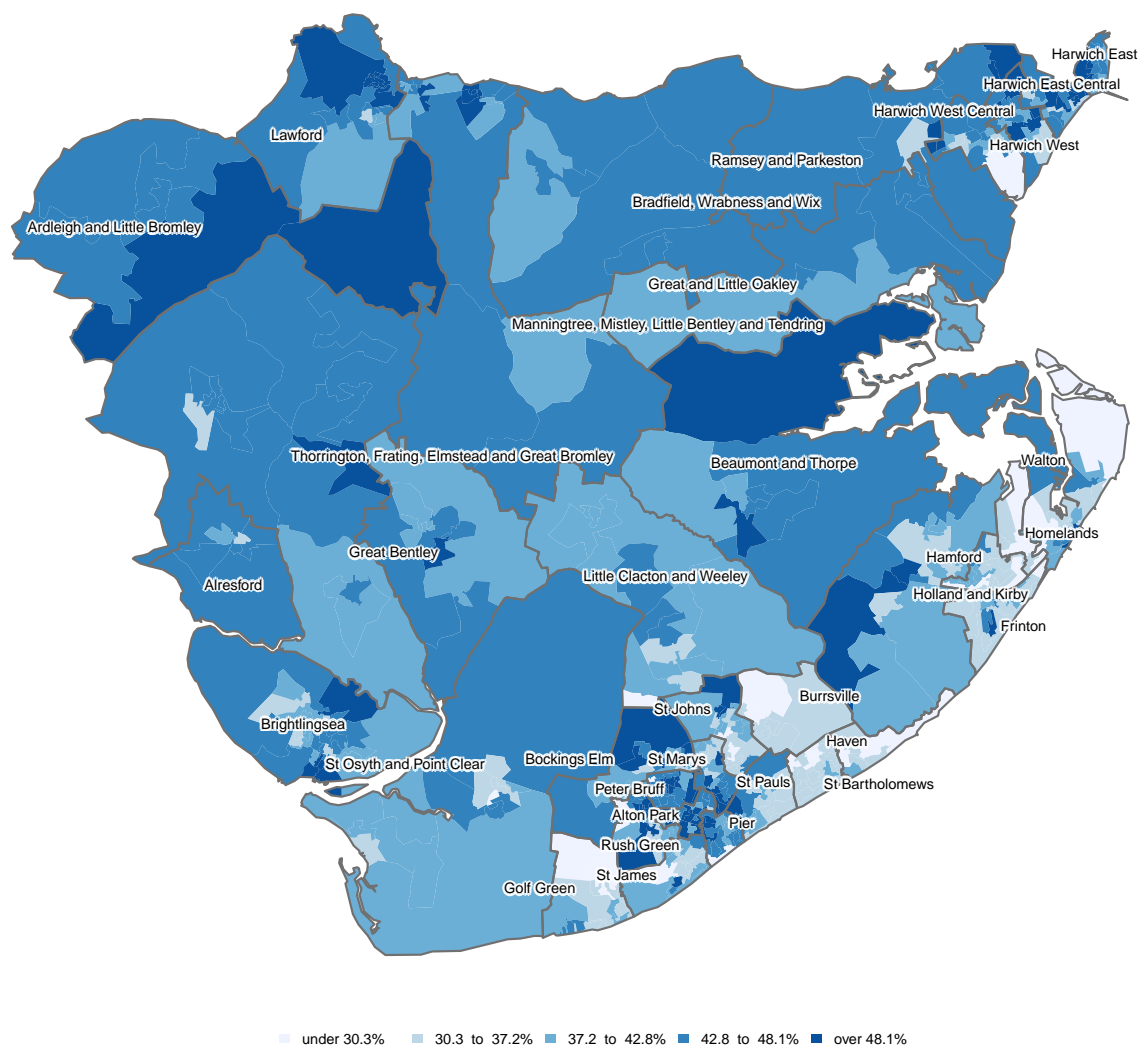 Harwich East
Harwich East Central
Harwich West Central
Lawford
Harwich West
Ramsey and Parkeston
Bradfield, Wrabness and Wix
Ardleigh and Little Bromley
Great and Little Oakley
Manningtree, Mistley, Little Bentley and Tendring
Thorrington, Frating, Elmstead and Great Bromley
Beaumont and Thorpe
Walton
Homelands
Great Bentley
Hamford
Little Clacton and Weeley
Alresford
Holland and Kirby
Frinton
Burrsville
St Johns
Brightlingsea
Haven
Bockings Elm
St Marys
St Osyth and Point Clear
St Pauls
St Bartholomews
Peter Bruff
Alton Park
Pier
Rush Green
St James
Golf Green
under 30.3% 30.3 to 37.2% 37.2 to 42.8% 42.8 to 48.1% over 48.1%